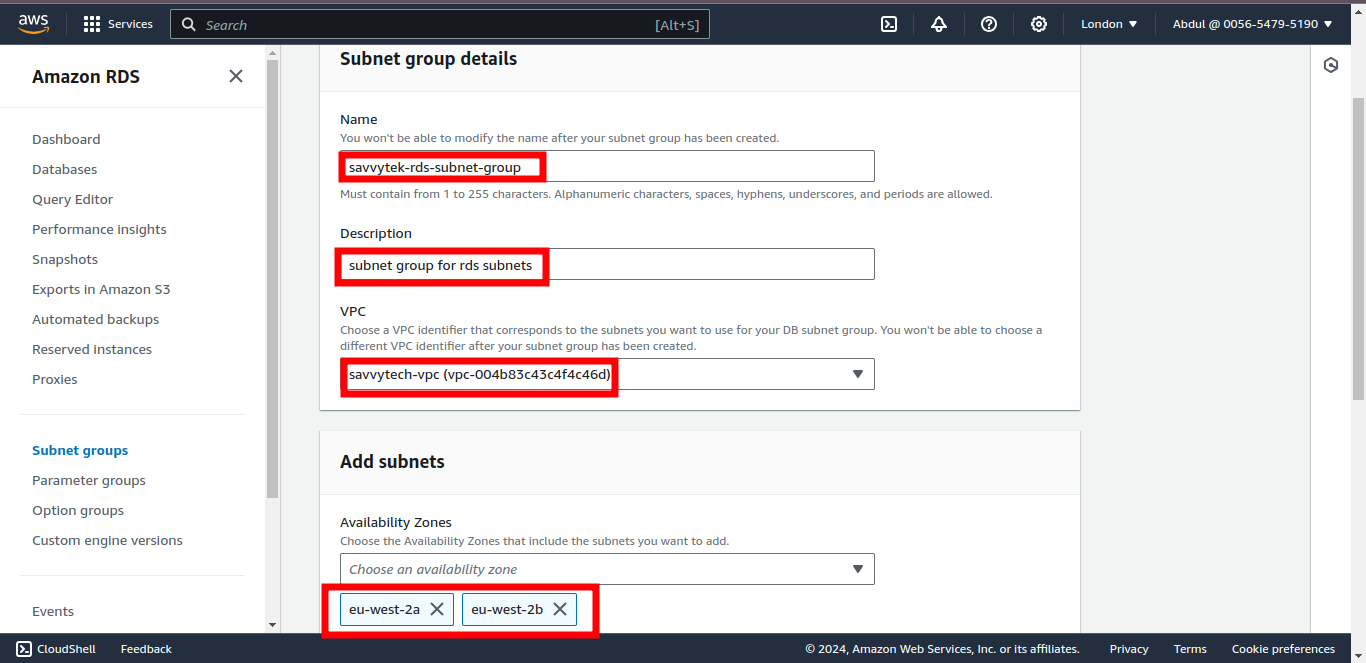 aws
Services
Search
[Alt+S]
London
Abdul @ 0056-5479-5190
Amazon RDS
Dashboard
Databases
Query Editor
Performance insights
Snapshots
Exports in Amazon S3
Automated backups
Reserved instances
Proxies
Subnet groups
Parameter groups
Option groups
Custom engine versions
Events
Subnet group details
Name
You won't be able to modify the name after your subnet group has been created.
savvytek-rds-subnet-group
Must contain from 1 to 255 characters. Alphanumeric characters, spaces, hyphens, underscores, and periods are allowed.
Description
subnet group for rds subnets
VPC
Choose a VPC identifier that corresponds to the subnets you want to use for your DB subnet group. You won't be able to choose a
different VPC identifier after your subnet group has been created.
savvytech-vpc (vpc-004b83c43c4f4c46d)
Add subnets
Availability Zones
Choose the Availability Zones that include the subnets you want to add.
Choose an availability zone
eu-west-2a
eu-west-2b
CloudShell
Feedback
© 2024, Amazon Web Services, Inc. or its affiliates.
Privacy
Terms
Cookie preferences